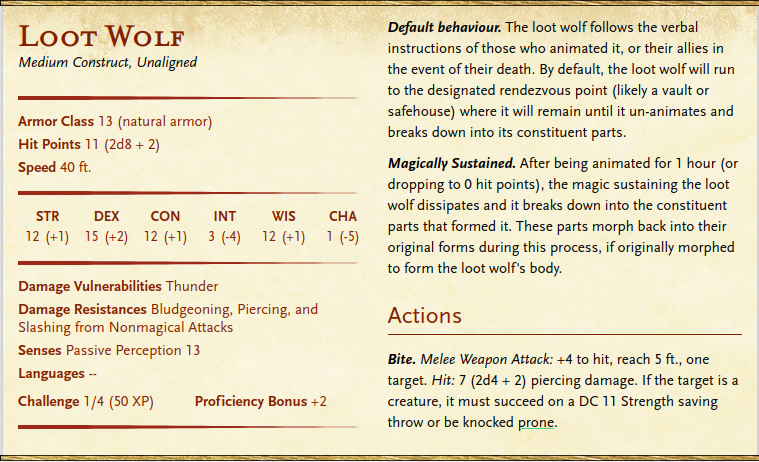 Loot Wolf
Medium Construct, Unaligned
Armor Class 13 (natural armor)
Hit Points 11 (2d8 + 2)
Speed 40 ft.
STR DEX CON INT WIS CHA
12 (+1) 15 (+2) 12 (+1) 3 (-4) 12 (+1) 1 (-5)
Damage Vulnerabilities Thunder
Damage Resistances Bludgeoning, Piercing, and
Slashing from Nonmagical Attacks
Senses Passive Perception 13
Languages --
Challenge 1/4 (50 XP) Proficiency Bonus +2
Default behaviour. The loot wolf follows the verbal
instructions of those who animated it, or their allies in
the event of their death. By default, the loot wolf will run
to the designated rendezvous point (likely a vault or
safehouse) where it will remain until it un-animates and
breaks down into its constituent parts.
Magically Sustained. After being animated for 1 hour (or
dropping to 0 hit points), the magic sustaining the loot
wolf dissipates and it breaks down into the constituent
parts that formed it. These parts morph back into their
original forms during this process, if originally morphed
to form the loot wolf's body.
Actions
Bite. Melee Weapon Attack: +4 to hit, reach 5 ft., one
target. Hit: 7 (2d4 + 2) piercing damage. If the target is a
creature, it must succeed on a DC 11 Strength saving
throw or be knocked prone.